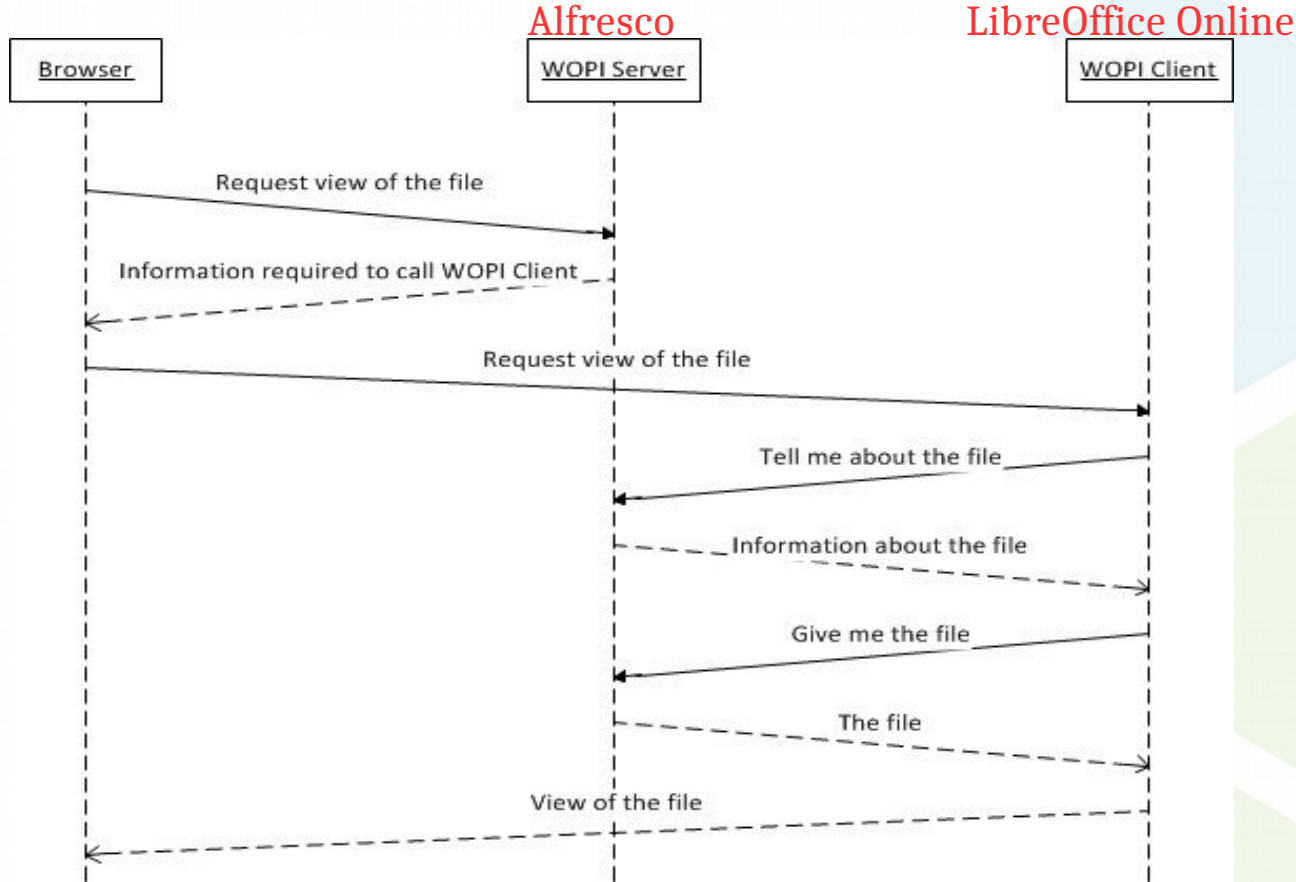 Alfresco
LibreOffice Online
Browser
WOPI Server
WOPI Client
Request view of the file
Information required to call WOPI Client
Request view of the file
Tell me about the file
Information about the file
Give me the file
The file
View of the file